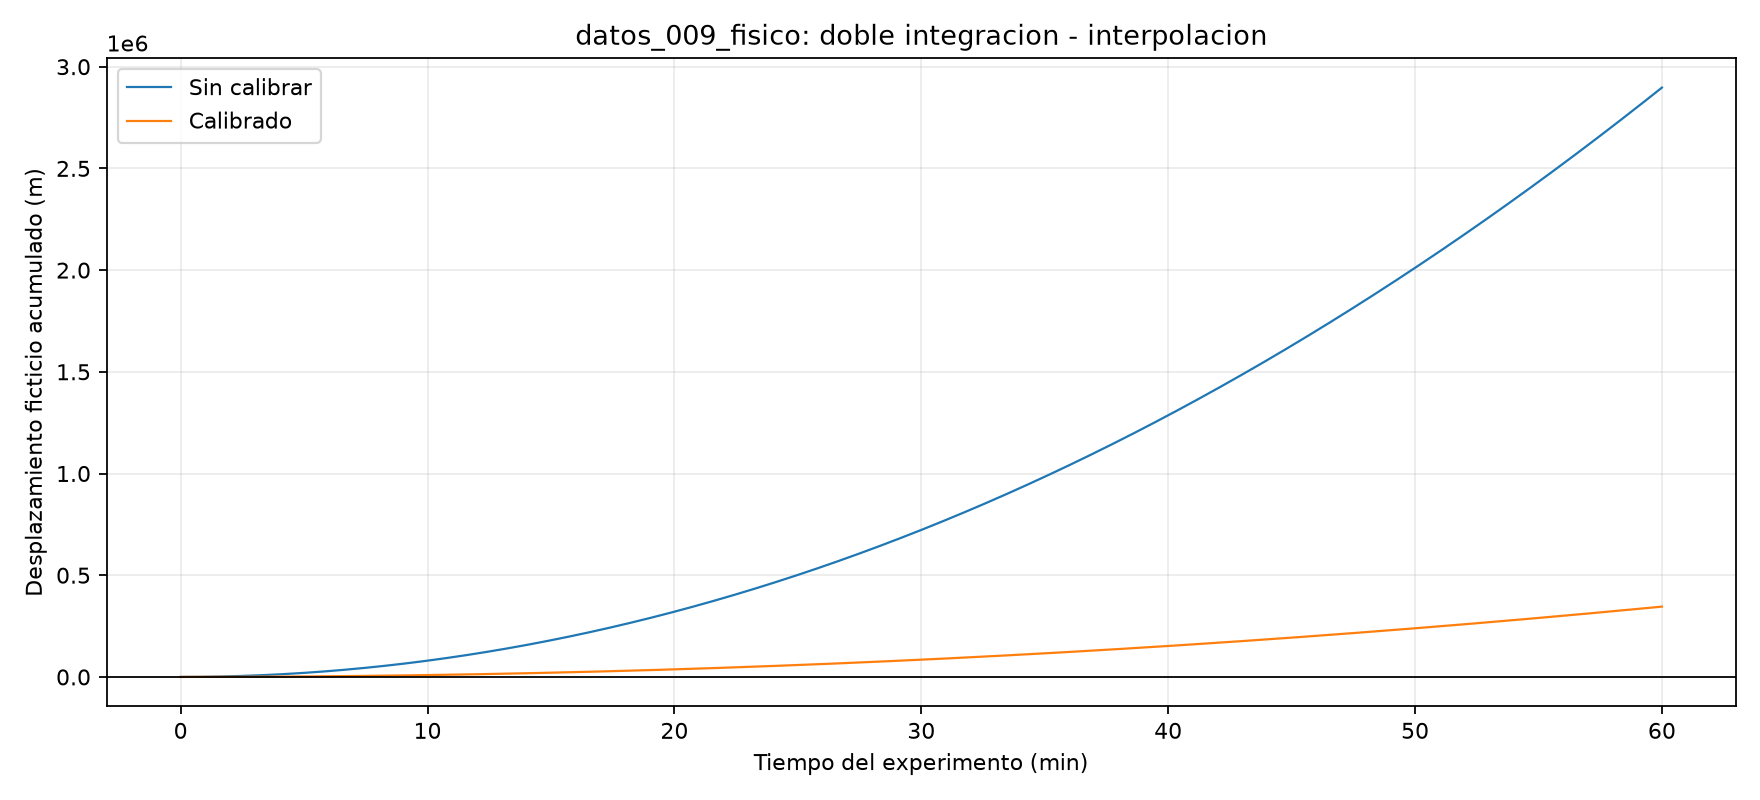 datos_009_fisico: doble integracion - interpolacion
1e6
Sin calibrar
Calibrado
Desplazamiento ficticio acumulado (m)
3.0
2.5
2.0
1.5
1.0
0.5
0.0
0 10 20 30 40 50 60
Tiempo del experimento (min)